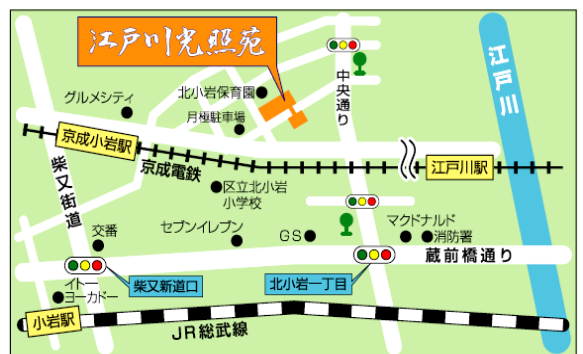 江戸川光照苑
中央通り
江戸川
グルメシティ
北小岩保育園
月極駐車場
京成小岩駅
京成電鉄
江戸川駅
柴又街道
区立北小岩
小学校
交番
セブンイレブン
GS
マクドナルド
消防署
蔵前橋通り
柴又新道口
北小岩一丁目
イトー
ヨーカドー
小岩駅
JR総武線